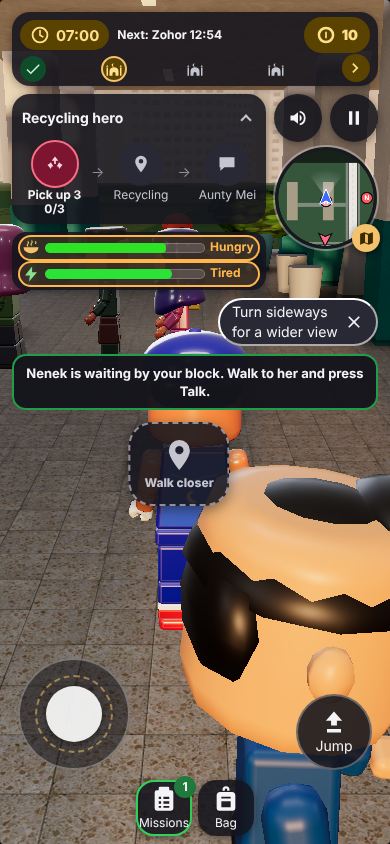 07:00
Next: Zohor 12:54
10
Recycling hero
Pick up 3
0/3
Recycling
Aunty Mei
N
Hungry
Tired
Turn sideways
for a wider view
Nenek is waiting by your block. Walk to her and press
Talk.
Walk closer
Jump
1
Missions
Bag